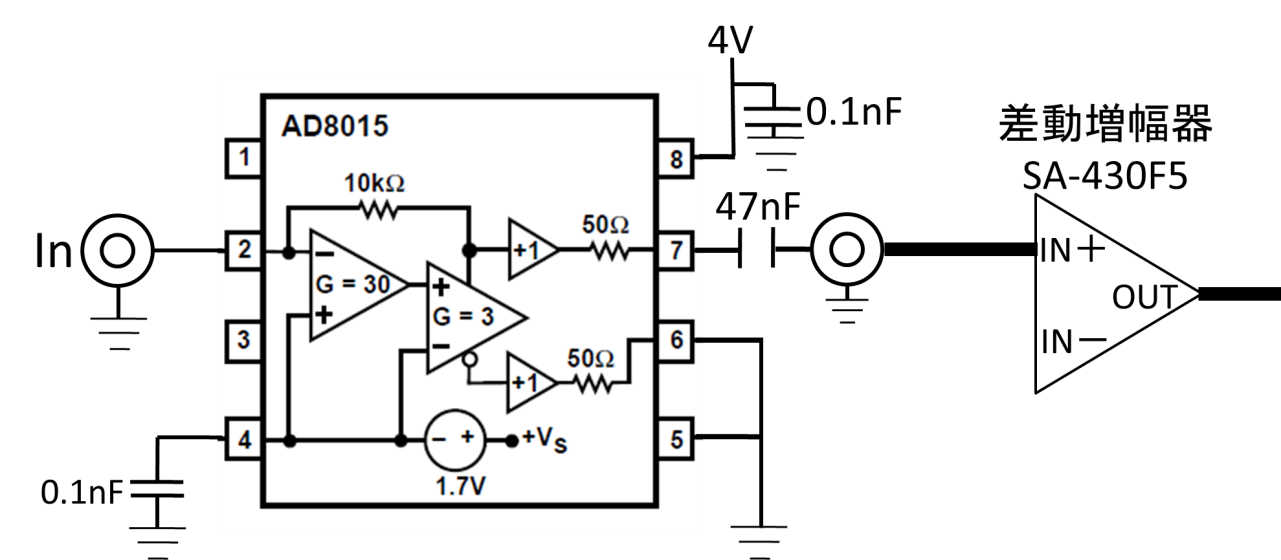 4V
0.1nF
AD8015
差動増幅器
SA-430F5
1
8
10kΩ
47nF
50Ω
In
2
+1
7
IN＋
G = 30
+
G = 3
OUT
3
6
IN－
50Ω
+1
4
5
− +
+VS
1.7V
0.1nF